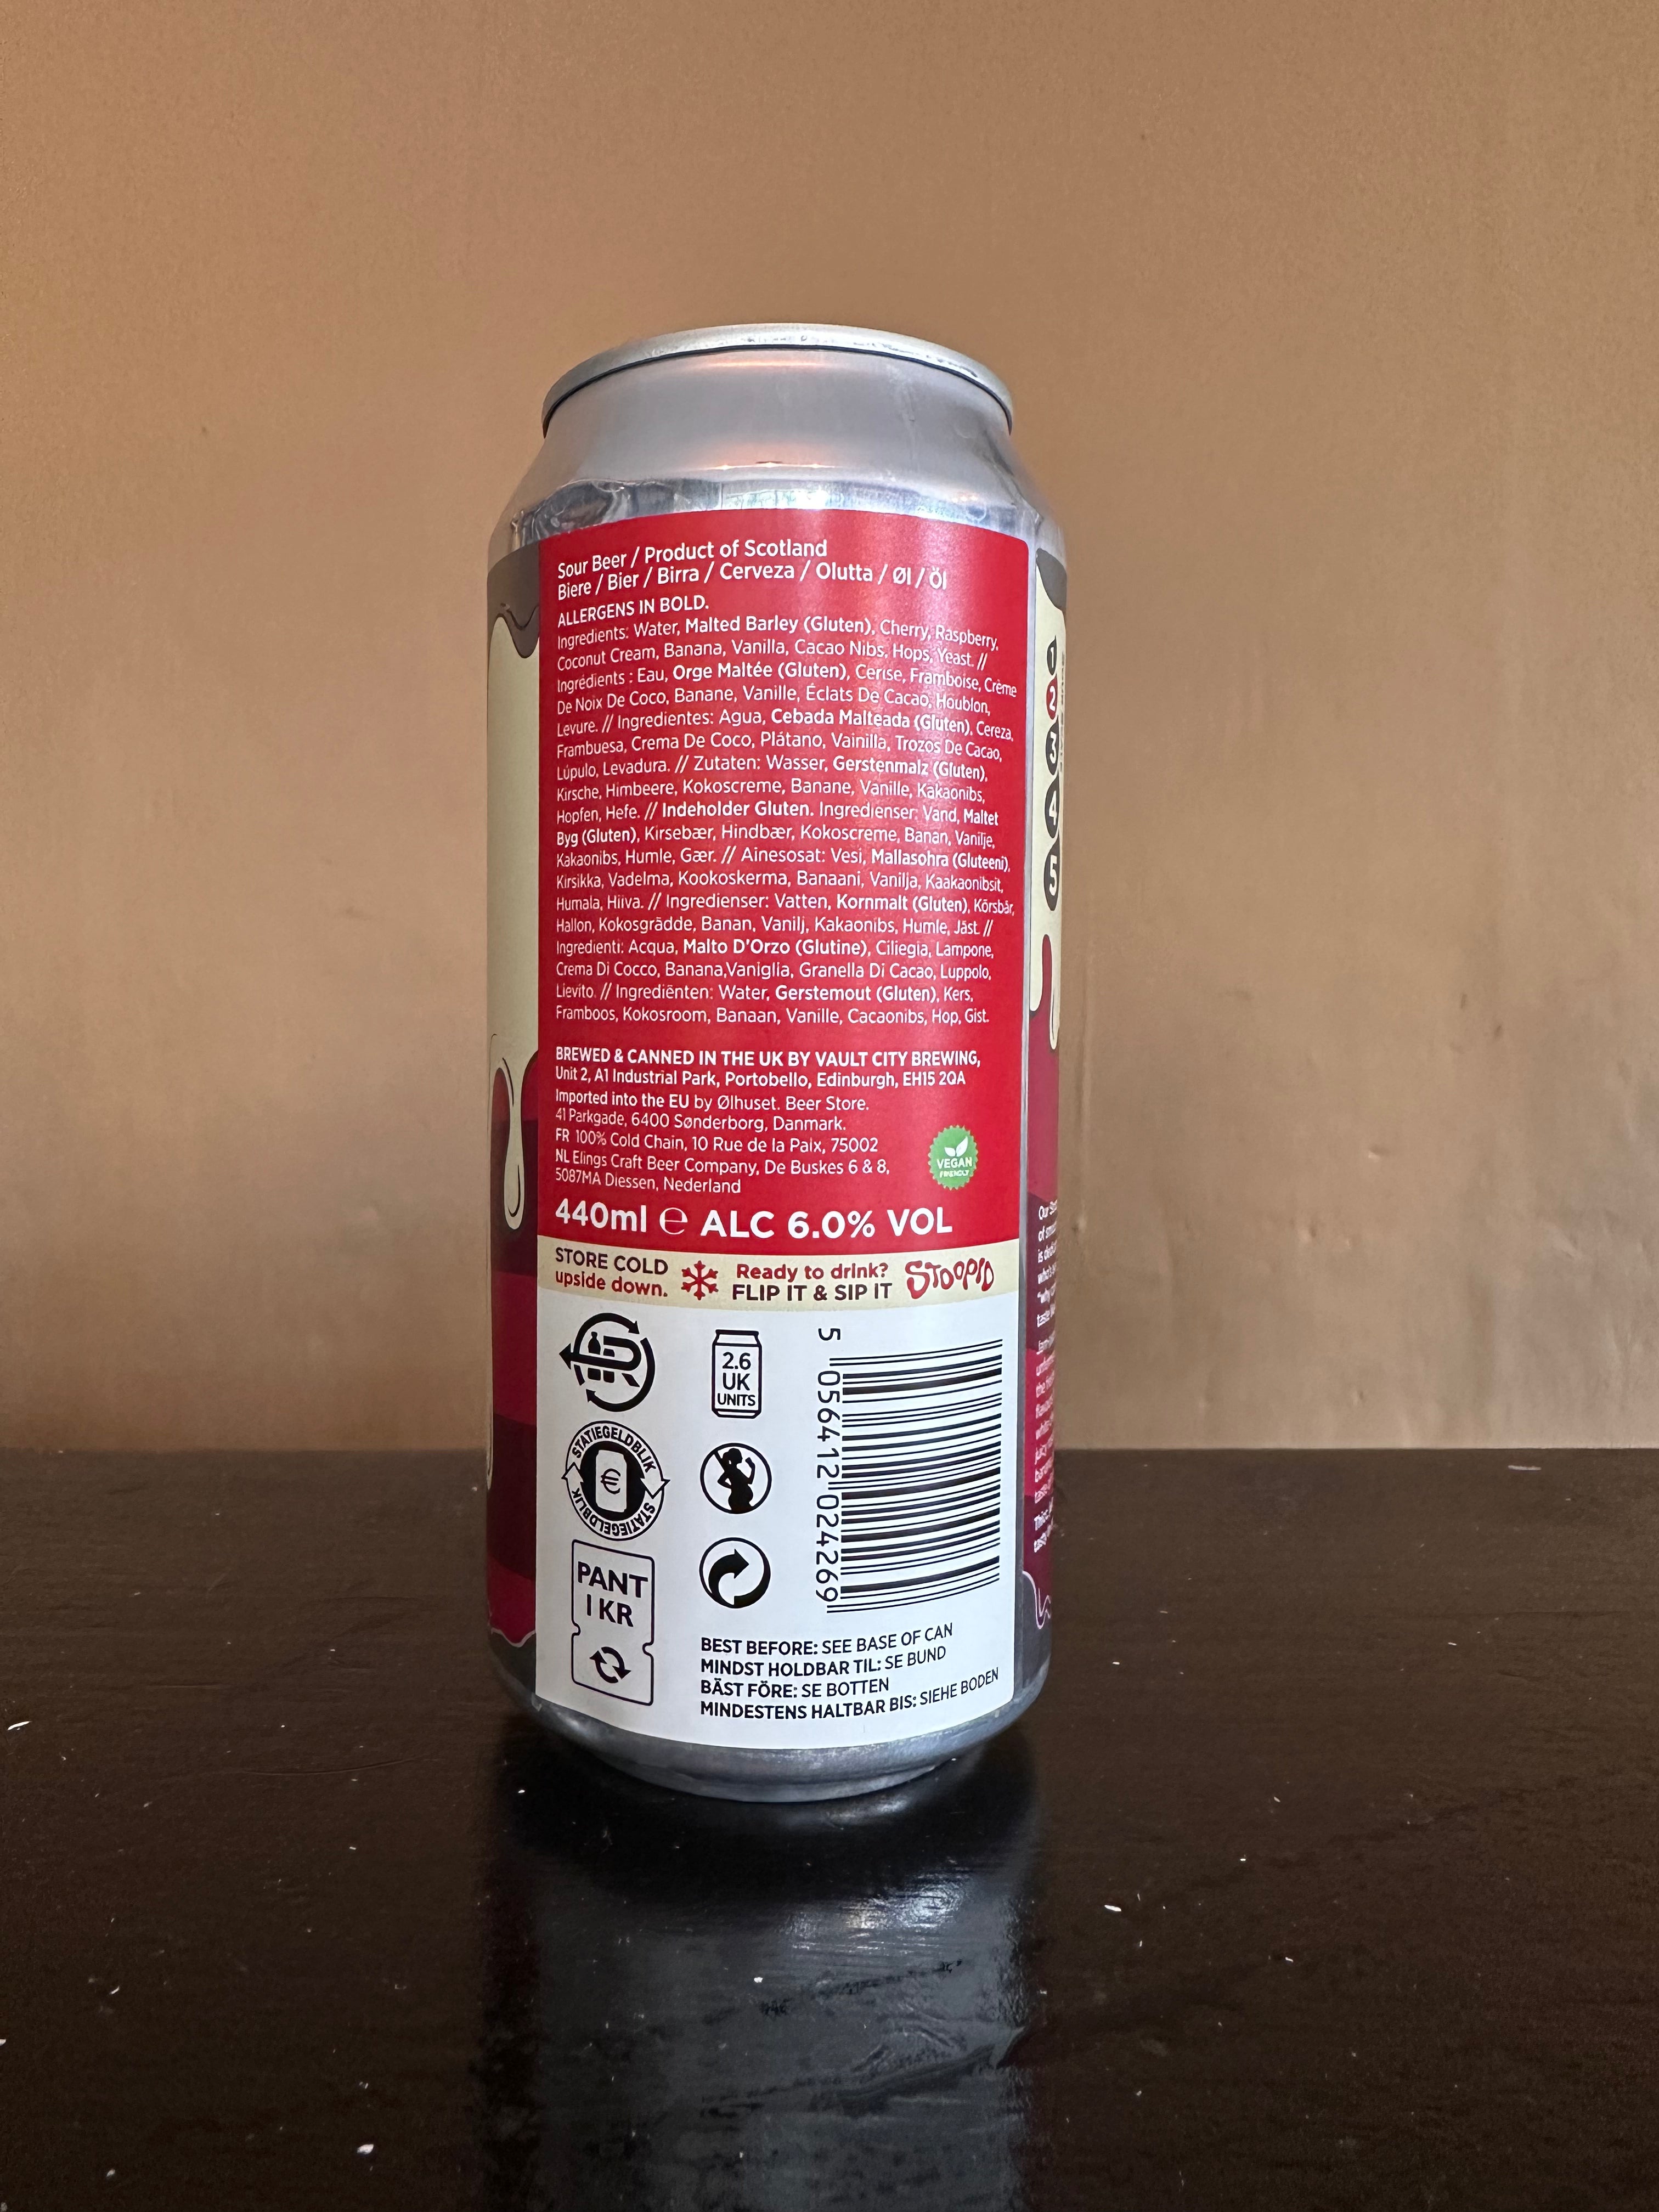 Sour Beer / Product of Scotland
Biere / Bier / Birra / Cerveza / Olutta / Øl / Öl
ALLERGENS IN BOLD.
Ingredients: Water, Malted Barley (Gluten), Cherry, Raspberry,
Coconut Cream, Banana, Vanilla, Cacao Nibs, Hops, Yeast. //
Ingrédients : Eau, Orge Maltée (Gluten), Cerise, Framboise, Crème
De Noix De Coco, Banane, Vanille, Éclats De Cacao, Houblon,
Levure. // Ingredientes: Agua, Cebada Malteada (Gluten), Cereza,
Frambuesa, Crema De Coco, Plátano, Vainilla, Trozos De Cacao,
Lúpulo, Levadura. // Zutaten: Wasser, Gerstenmalz (Gluten),
Kirsche, Himbeere, Kokoscreme, Banane, Vanille, Kakaonibs,
Hopfen, Hefe. // Indeholder Gluten. Ingredienser: Vand, Maltet
Byg (Gluten), Kirsebær, Hindbær, Kokoscreme, Banan, Vanilje,
Kakaonibs, Humle, Gær. // Ainesosat: Vesi, Mallasohra (Gluteeni),
Kirsikka, Vadelma, Kookoskerma, Banaani, Vanilja, Kaakaonibsit,
Humala, Hiiva. // Ingredienser: Vatten, Kornmalt (Gluten), Körsbär,
Hallon, Kokosgrädde, Banan, Vanilj, Kakaonibs, Humle, Jäst. //
Ingredienti: Acqua, Malto D'Orzo (Glutine), Ciliegia, Lampone,
Crema Di Cocco, Banana,Vaniglia, Granella Di Cacao, Luppolo,
Lievito. // Ingrediënten: Water, Gerstemout (Gluten), Kers,
Framboos, Kokosroom, Banaan, Vanille, Cacaonibs, Hop, Gist.
BREWED & CANNED IN THE UK BY VAULT CITY BREWING,
Unit 2, A1 Industrial Park, Portobello, Edinburgh, EH15 2QA
Imported into the EU by Ølhuset. Beer Store.
41 Parkgade, 6400 Sønderborg, Danmark.
FR 100% Cold Chain, 10 Rue de la Paix, 75002
NL Elings Craft Beer Company, De Buskes 6 & 8,
5087MA Diessen, Nederland
VEGAN
FRIENDLY
440ml ℮ ALC 6.0% VOL
STORE COLD
upside down.
Ready to drink?
FLIP IT & SIP IT
STOOPID
2.6
UK
UNITS
STATIEGELDBLIK
€
STATIEGELDBLIK
PANT
1 KR
5 056412 024269
BEST BEFORE: SEE BASE OF CAN
MINDST HOLDBAR TIL: SE BUND
BÄST FÖRE: SE BOTTEN
MINDESTENS HALTBAR BIS: SIEHE BODEN
1
2
3
4
5